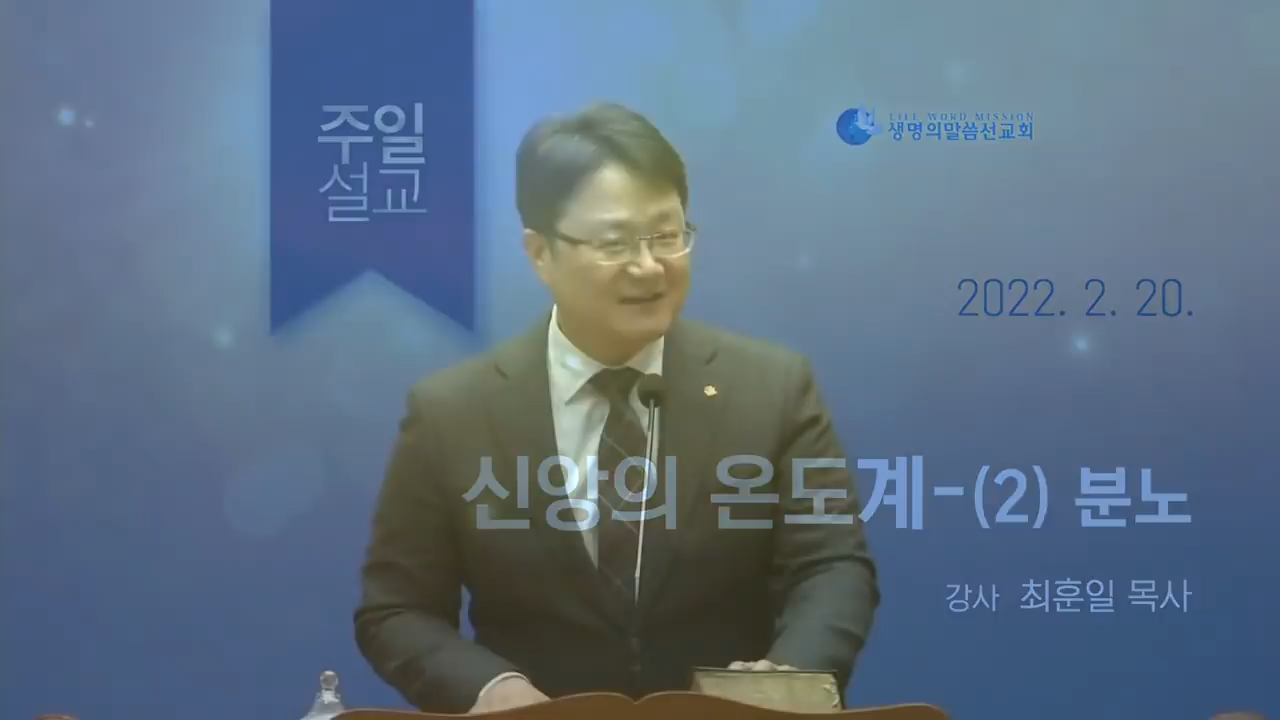 주일
설교
LIFE WORD MISSION
생명의말씀선교회
2022. 2. 20.
신앙의 온도계-(2) 분노
강사 최훈일 목사